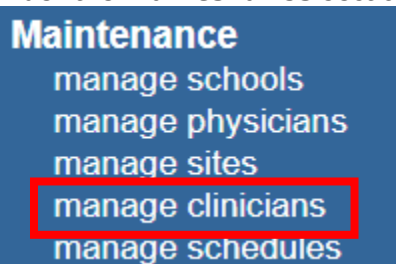 Maintenance
manage schools
manage physicians
manage sites
manage clinicians
manage schedules